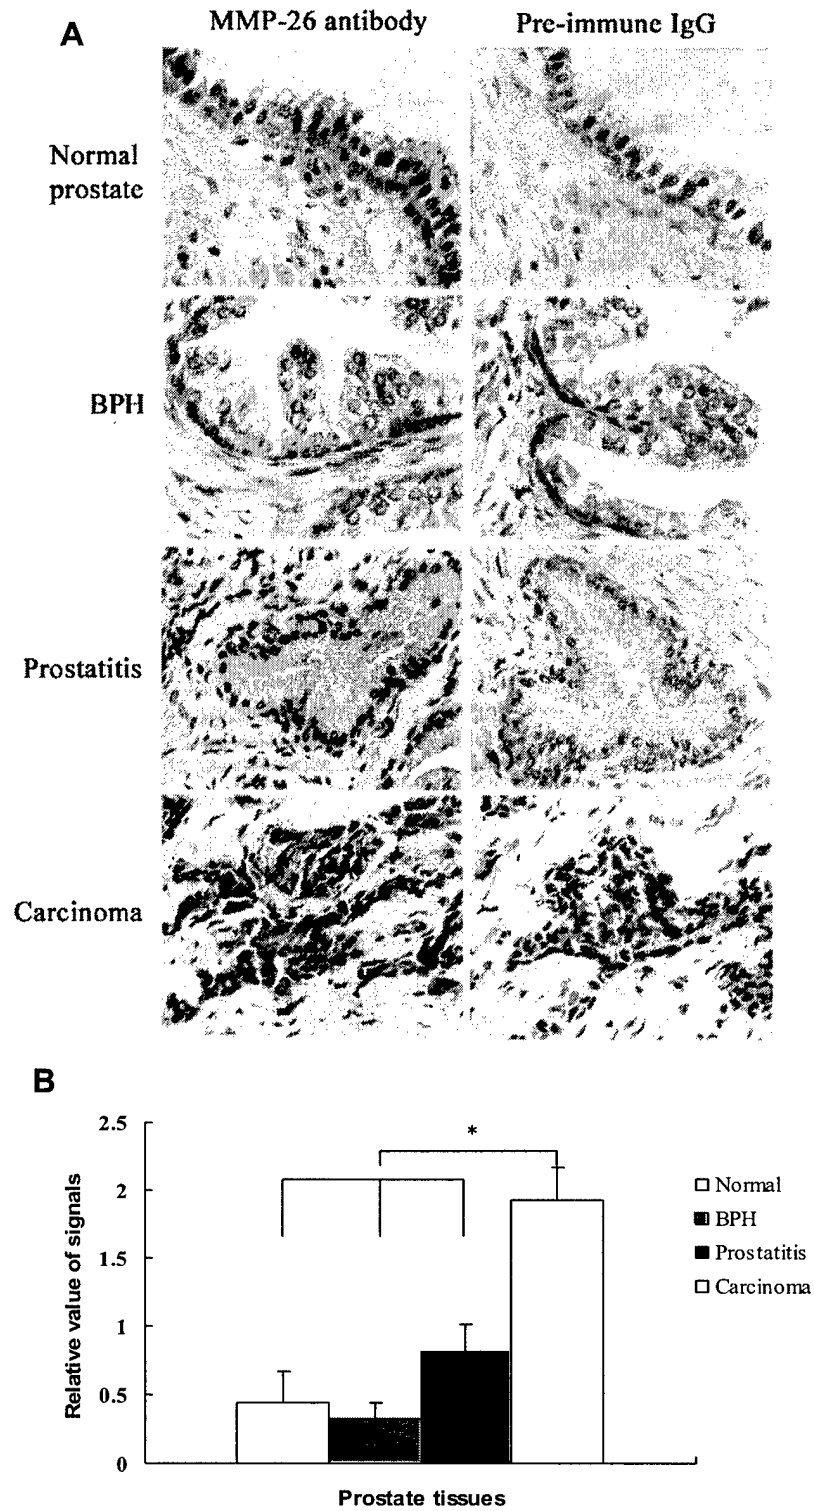 A
MMP-26 antibody
Pre-immune IgG
Normal
prostate
BPH
Prostatitis
Carcinoma
B
2.5
2
1.5
1
0.5
0
Relative value of signals
*
Normal
BPH
Prostatitis
Carcinoma
Prostate tissues